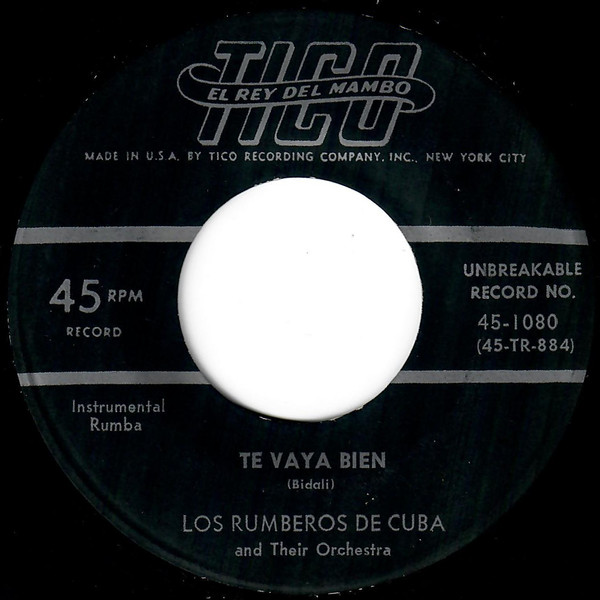 TICO
EL REY DEL MAMBO
MADE IN U.S.A. BY TICO RECORDING COMPANY, INC., NEW YORK CITY
45 RPM
RECORD
UNBREAKABLE
RECORD NO.
45-1080
(45-TR-884)
Instrumental
Rumba
TE VAYA BIEN
(Bidali)
LOS RUMBEROS DE CUBA
and Their Orchestra